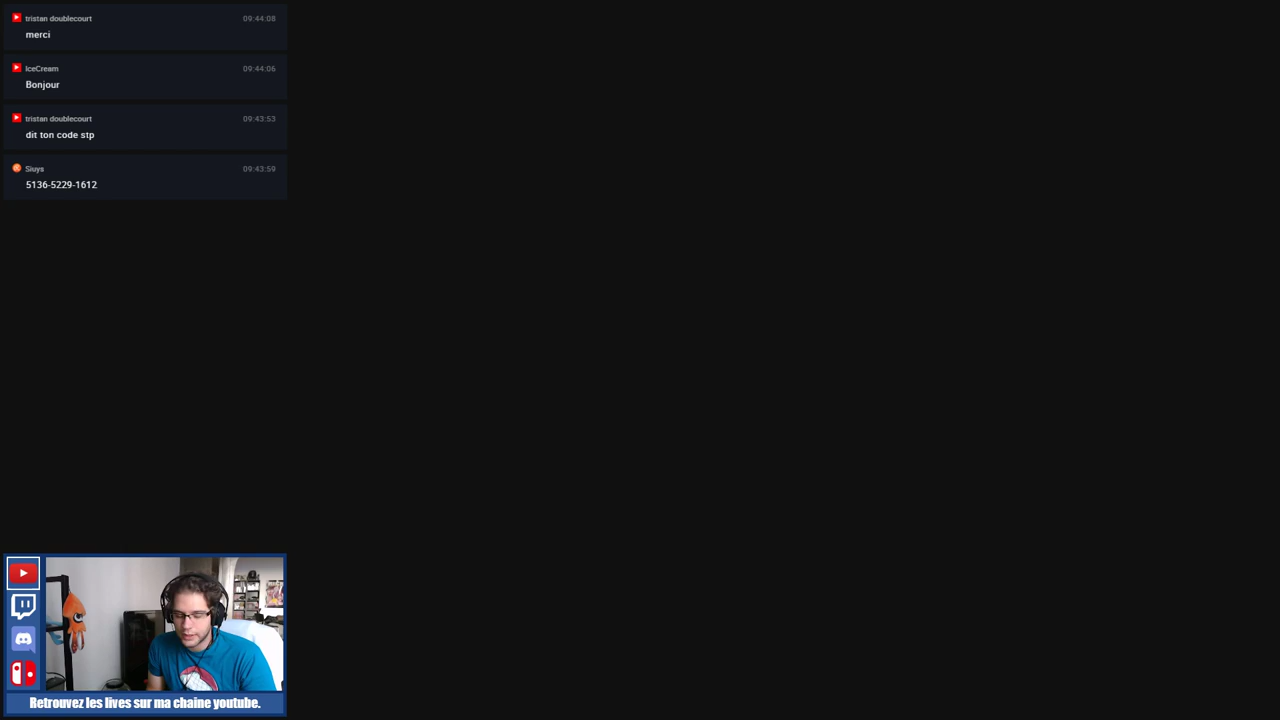 tristan doublecourt 09:44:08
merci
IceCream 09:44:06
Bonjour
tristan doublecourt 09:43:53
dit ton code stp
Siuys 09:43:59
5136-5229-1612
Retrouvez les lives sur ma chaine youtube.